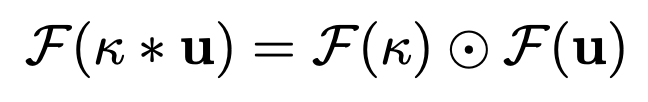 ℱ(κ ∗ 𝐮) = ℱ(κ) ⊙ ℱ(𝐮)